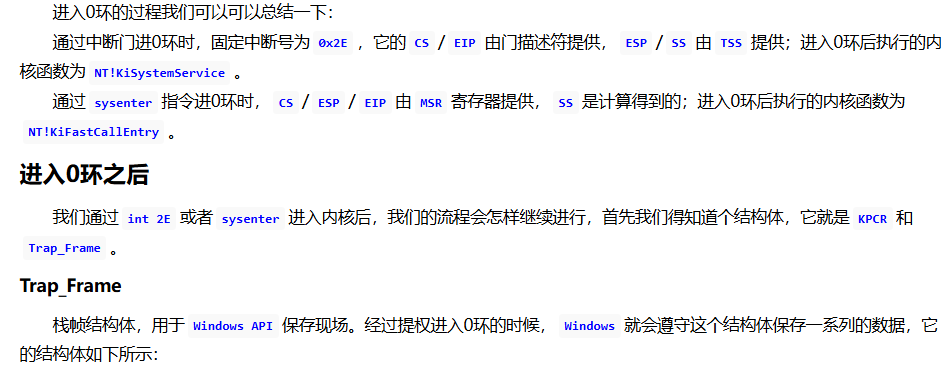 进入0环的过程我们可以可以总结一下：
通过中断门进0环时，固定中断号为 0x2E ，它的 CS / EIP 由门描述符提供， ESP / SS 由 TSS 提供；进入0环后执行的内
核函数为 NT!KiSystemService 。
通过 sysenter 指令进0环时， CS / ESP / EIP 由 MSR 寄存器提供， SS 是计算得到的；进入0环后执行的内核函数为
NT!KiFastCallEntry 。
进入0环之后
我们通过 int 2E 或者 sysenter 进入内核后，我们的流程会怎样继续进行，首先我们得知道个结构体，它就是 KPCR 和
Trap_Frame 。
Trap_Frame
栈帧结构体，用于 Windows API 保存现场。经过提权进入0环的时候， Windows 就会遵守这个结构体保存一系列的数据，它
的结构体如下所示：